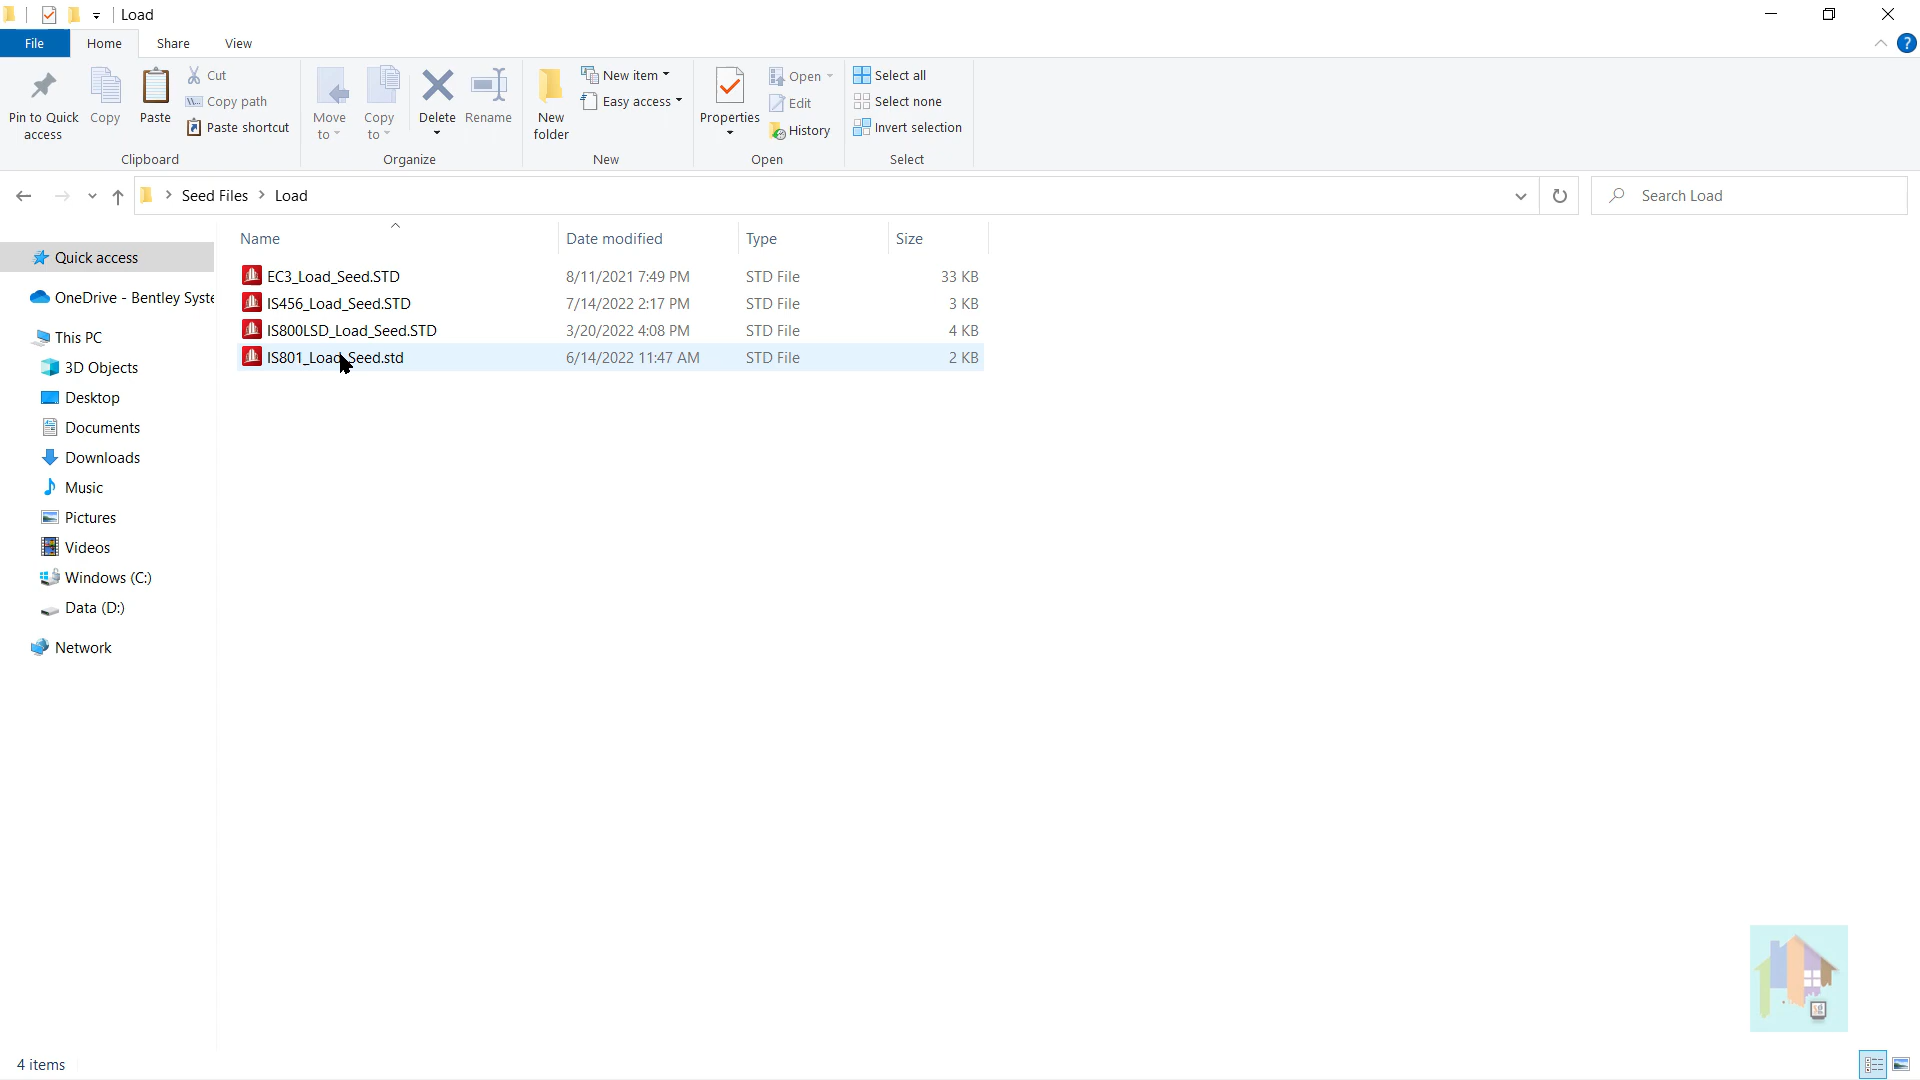 Load
File Home Share View
Pin to Quick access
Copy
Paste
Cut
Copy path
Paste shortcut
Clipboard
Move to
Copy to
Delete
Rename
Organize
New folder
New item
Easy access
New
Properties
Open
Edit
History
Open
Select all
Select none
Invert selection
Select
Seed Files > Load
Search Load
Name Date modified Type Size
EC3_Load_Seed.STD 8/11/2021 7:49 PM STD File 33 KB
IS456_Load_Seed.STD 7/14/2022 2:17 PM STD File 3 KB
IS800LSD_Load_Seed.STD 3/20/2022 4:08 PM STD File 4 KB
IS801_Load_Seed.std 6/14/2022 11:47 AM STD File 2 KB
Quick access
OneDrive - Bentley Syste
This PC
3D Objects
Desktop
Documents
Downloads
Music
Pictures
Videos
Windows (C:)
Data (D:)
Network
4 items